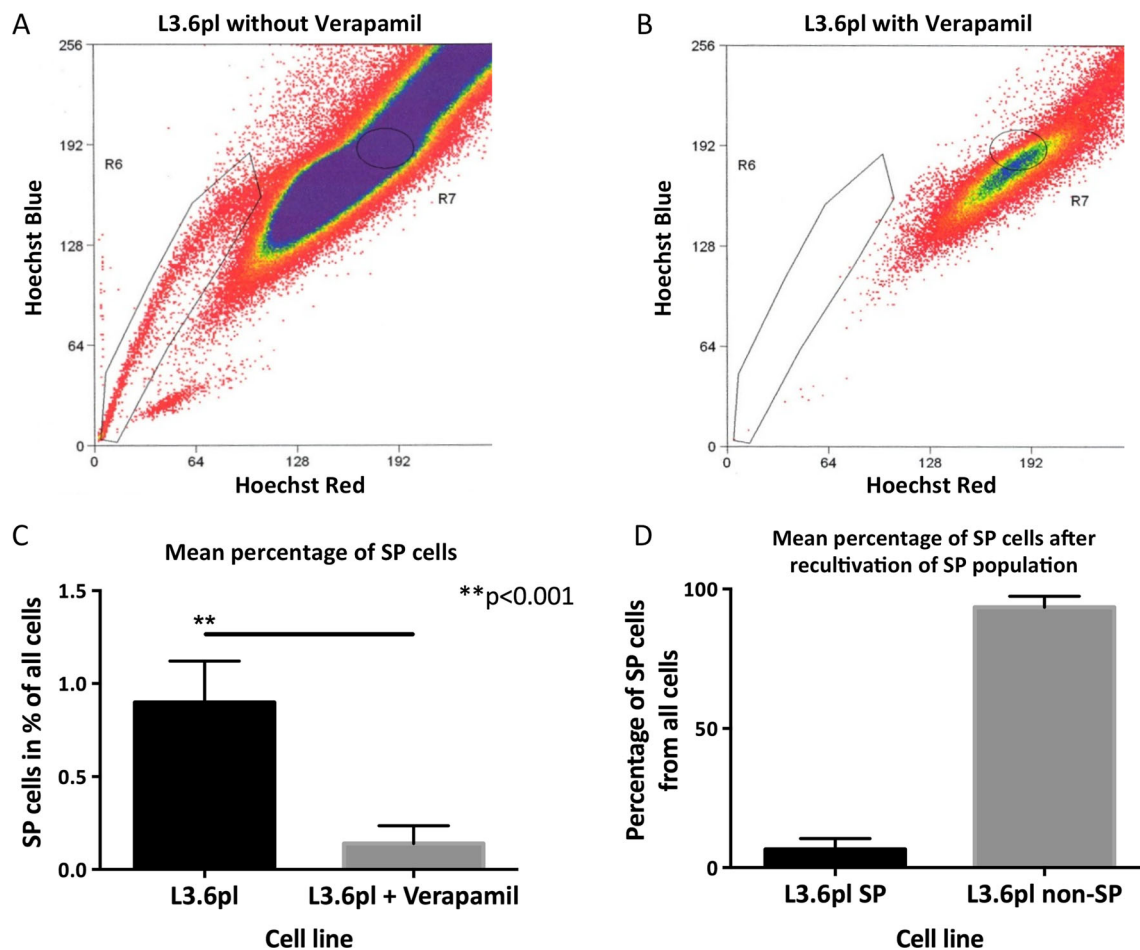 A
L3.6pl without Verapamil
256
192
128
64
0
Hoechst Blue
R6
R7
0 64 128 192
Hoechst Red
B
L3.6pl with Verapamil
256
192
128
64
0
Hoechst Blue
R6
R7
0 64 128 192
Hoechst Red
C
Mean percentage of SP cells
**p<0.001
**
1.5
1.0
0.5
0.0
SP cells in % of all cells
L3.6pl L3.6pl + Verapamil
Cell line
D
Mean percentage of SP cells after
recultivation of SP population
100
50
0
Percentage of SP cells
from all cells
L3.6pl SP L3.6pl non-SP
Cell line